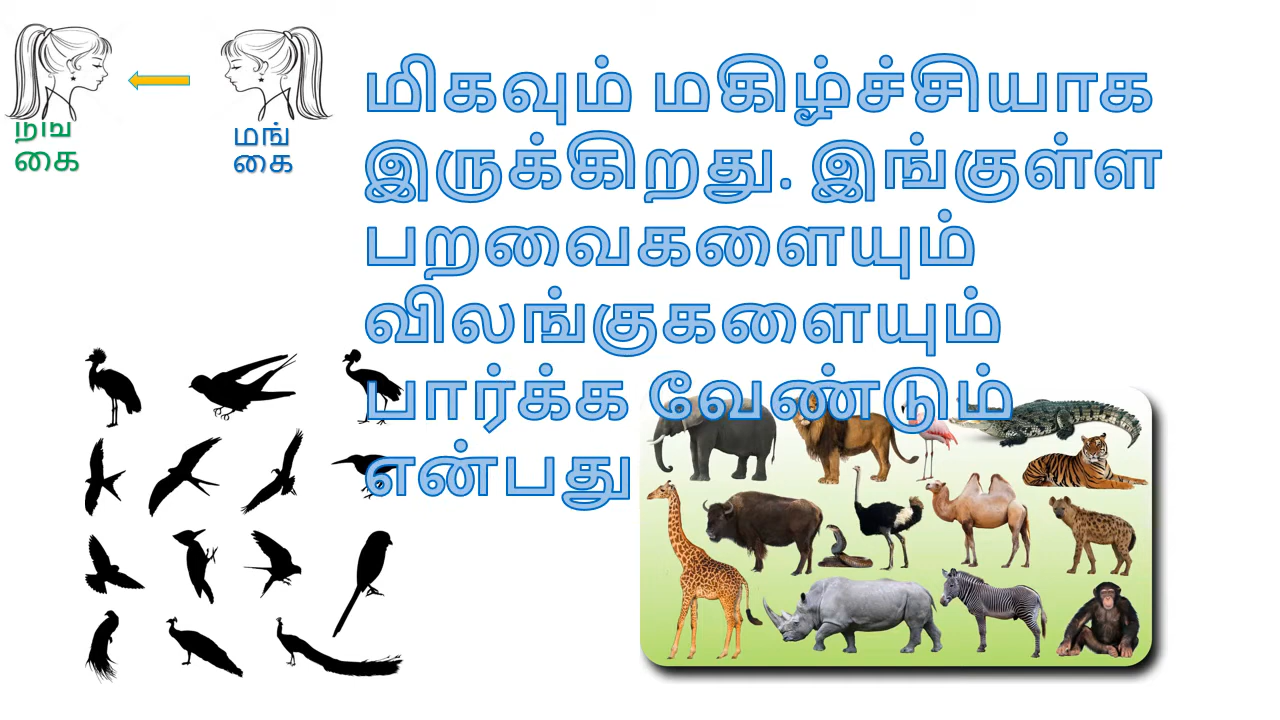 கை
மங்
கை
மிகவும் மகிழ்ச்சியாக
இருக்கிறது. இங்குள்ள
பறவைகளையும்
விலங்குகளையும்
பார்க்க வேண்டும்
என்பது